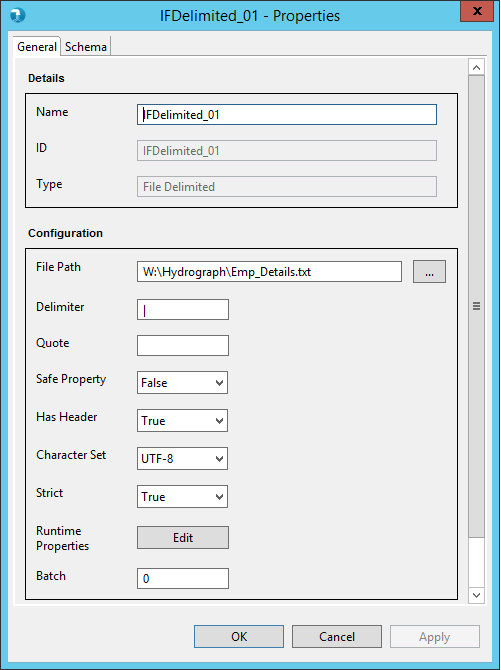 IFDelimited_01 - Properties
General Schema
Details
Name IFDelimited_01
ID IFDelimited_01
Type File Delimited
Configuration
File Path W:\Hydrograph\Emp_Details.txt ...
Delimiter |
Quote
Safe Property False
Has Header True
Character Set UTF-8
Strict True
Runtime
Properties Edit
Batch 0
OK Cancel Apply